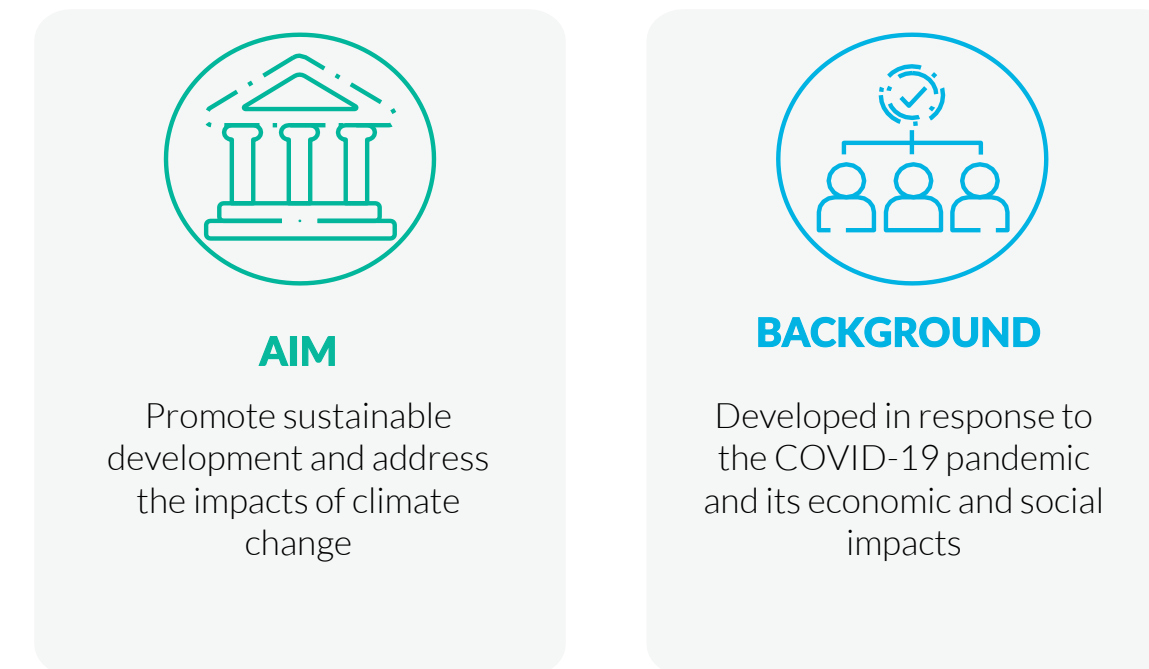 AIM
Promote sustainable
development and address
the impacts of climate
change
BACKGROUND
Developed in response to
the COVID-19 pandemic
and its economic and social
impacts